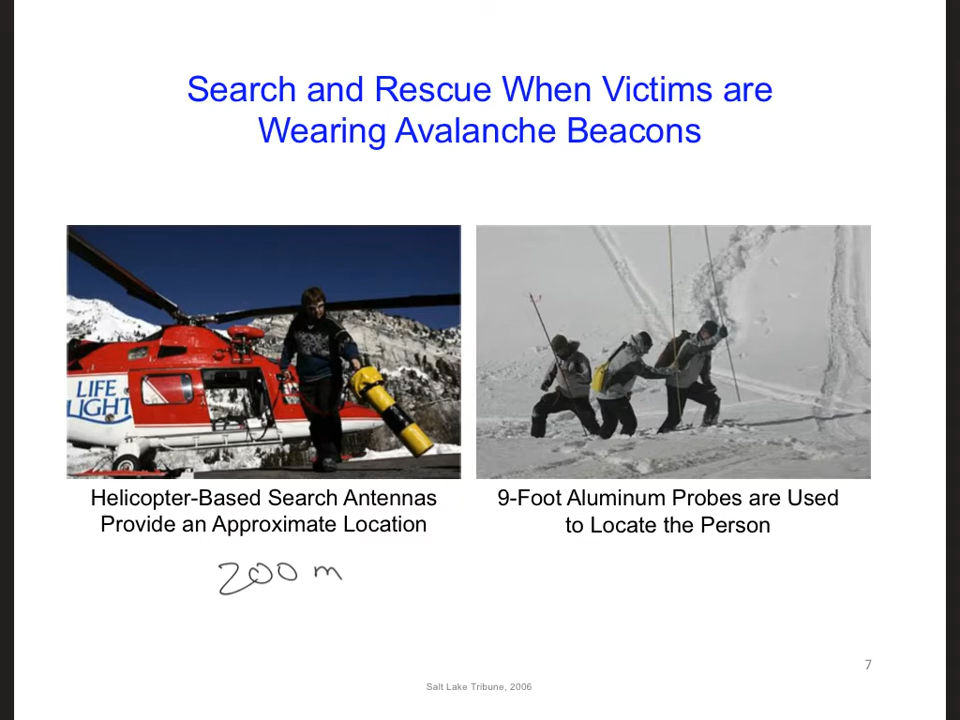 Search and Rescue When Victims are
Wearing Avalanche Beacons
LIFE
LIGHT
Helicopter-Based Search Antennas
Provide an Approximate Location
9-Foot Aluminum Probes are Used
to Locate the Person
200 m
7
Salt Lake Tribune, 2006